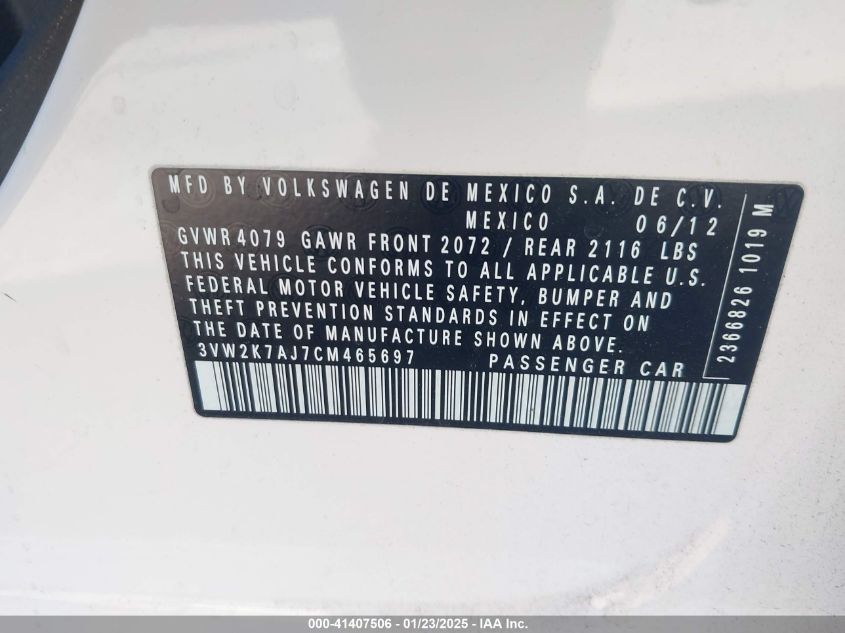 MFD BY VOLKSWAGEN DE MEXICO S.A. DE C.V.
MEXICO 06/12
GVWR 4079 GAWR FRONT 2072 / REAR 2116 LBS
THIS VEHICLE CONFORMS TO ALL APPLICABLE U.S.
FEDERAL MOTOR VEHICLE SAFETY, BUMPER AND
THEFT PREVENTION STANDARDS IN EFFECT ON
THE DATE OF MANUFACTURE SHOWN ABOVE.
3VW2K7AJ7CM465697 PASSENGER CAR
2366826 1019 M
000-41407506 - 01/23/2025 - IAA Inc.